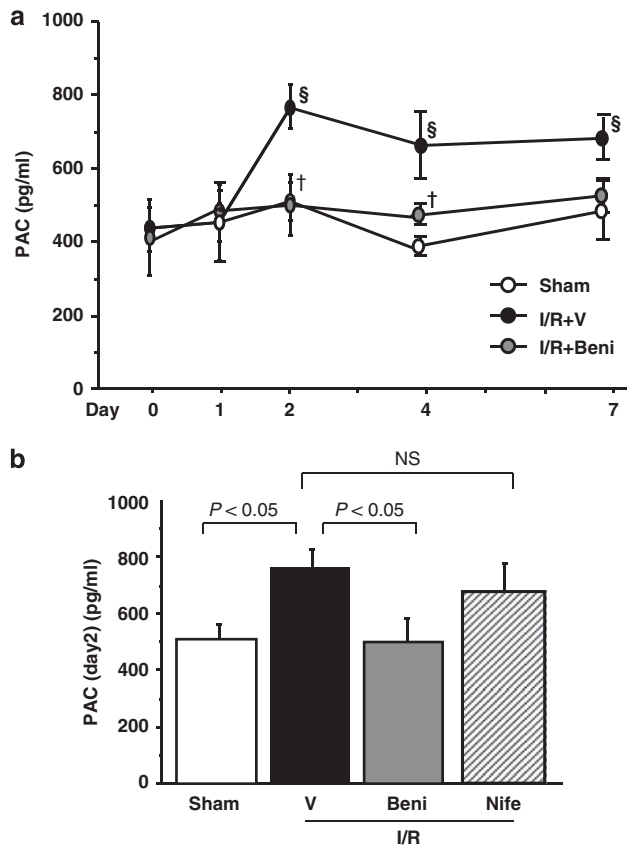 a
1000
800
600
400
200
0
PAC (pg/ml)
§
§
§
†
†
Sham
I/R+V
I/R+Beni
Day 0 1 2 4 7
b
NS
P < 0.05 P < 0.05
1000
800
600
400
200
0
PAC (day2) (pg/ml)
Sham V Beni Nife
I/R